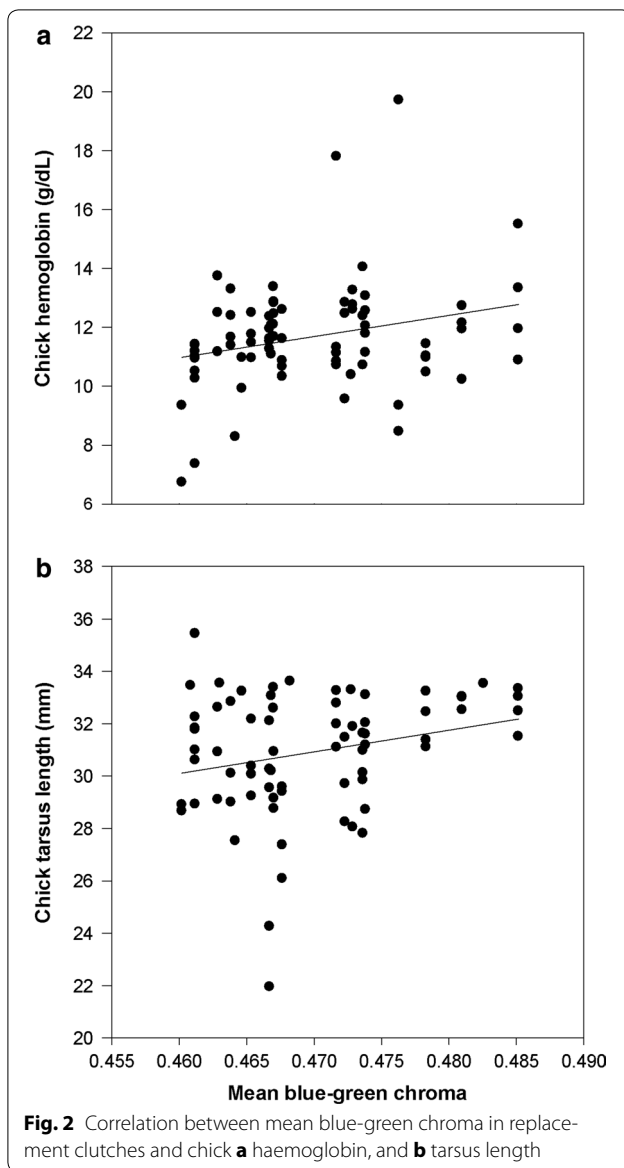 a
22
20
18
16
14
12
10
8
6
Chick hemoglobin (g/dL)
b
38
36
34
32
30
28
26
24
22
20
Chick tarsus length (mm)
0.455 0.460 0.465 0.470 0.475 0.480 0.485 0.490
Mean blue-green chroma
Fig. 2 Correlation between mean blue-green chroma in replace-
ment clutches and chick a haemoglobin, and b tarsus length